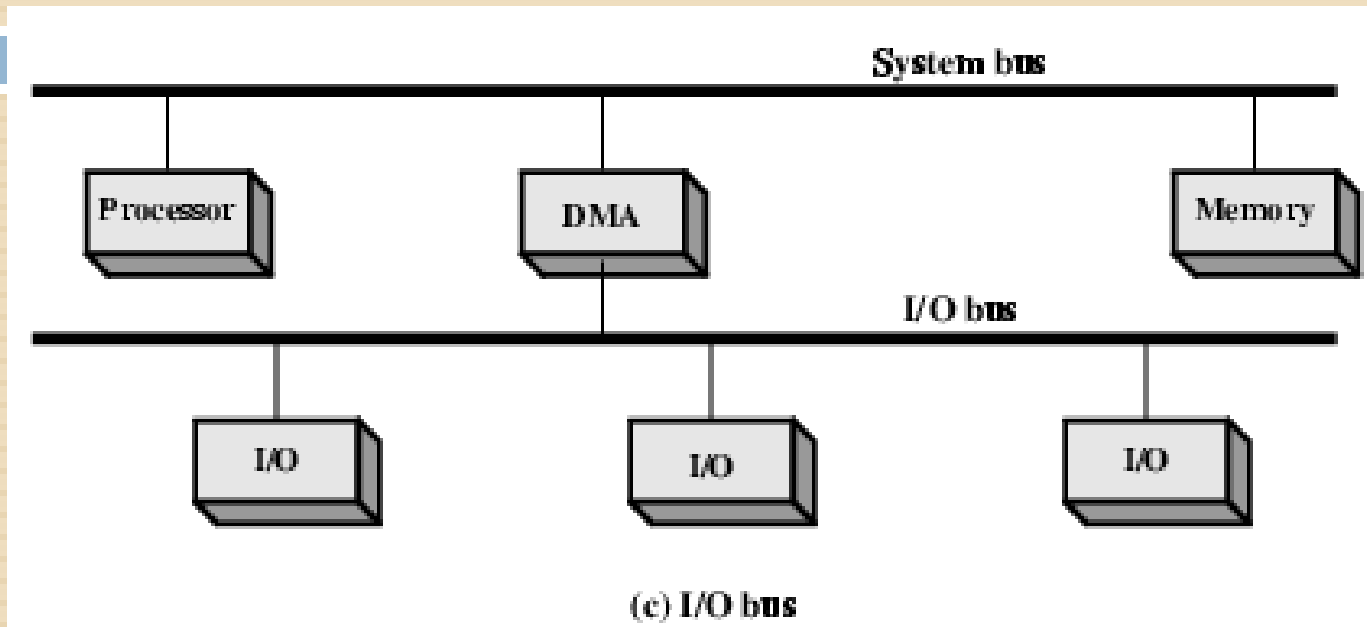 System bus
Processor
DMA
Memory
I/O bus
I/O
I/O
I/O
(c) I/O bus